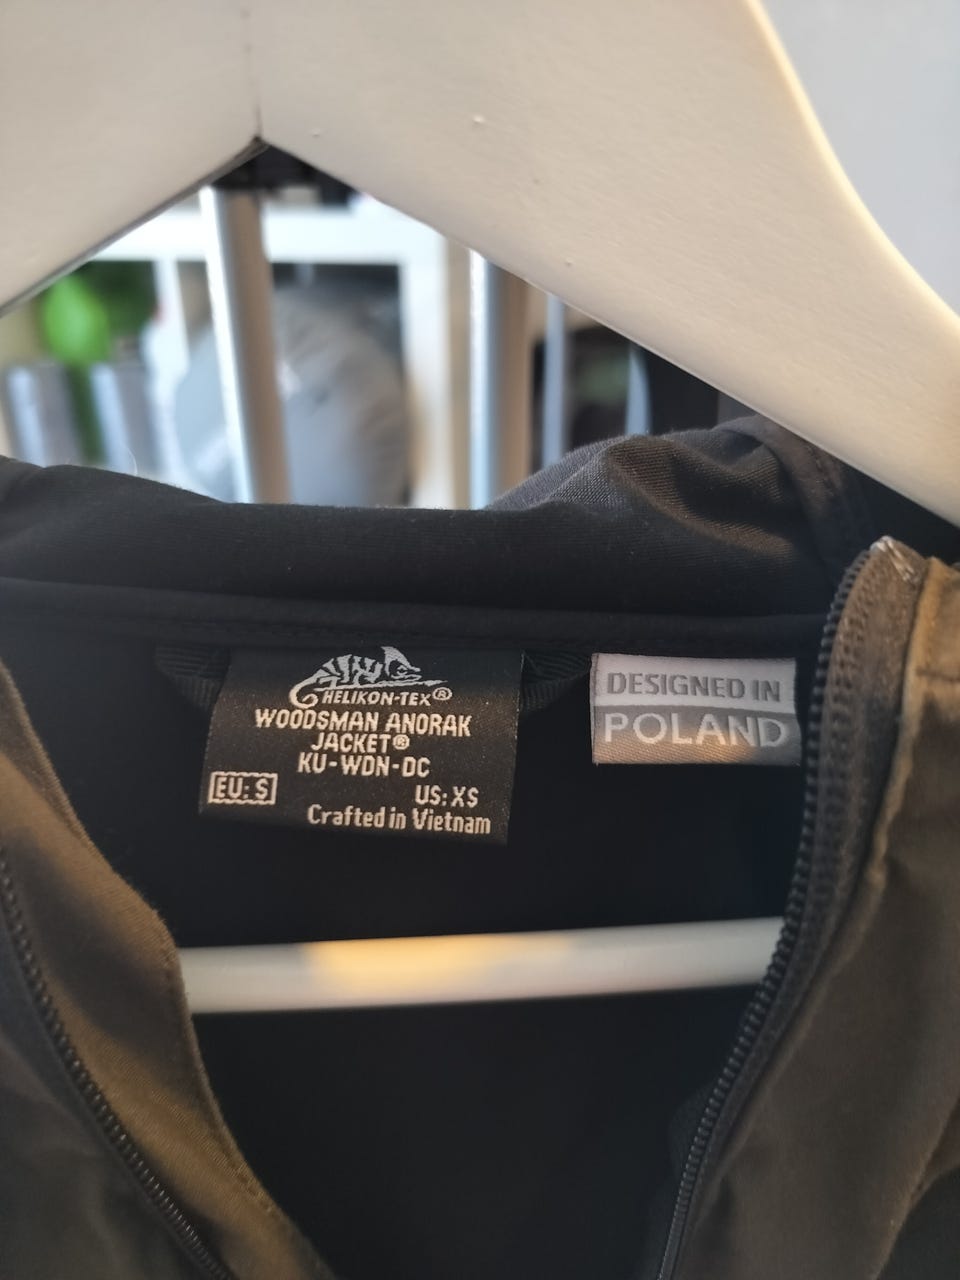 HELIKON-TEX®
WOODSMAN ANORAK
JACKET®
KU-WDN-DC
EU: S
US: XS
Crafted in Vietnam
DESIGNED IN
POLAND